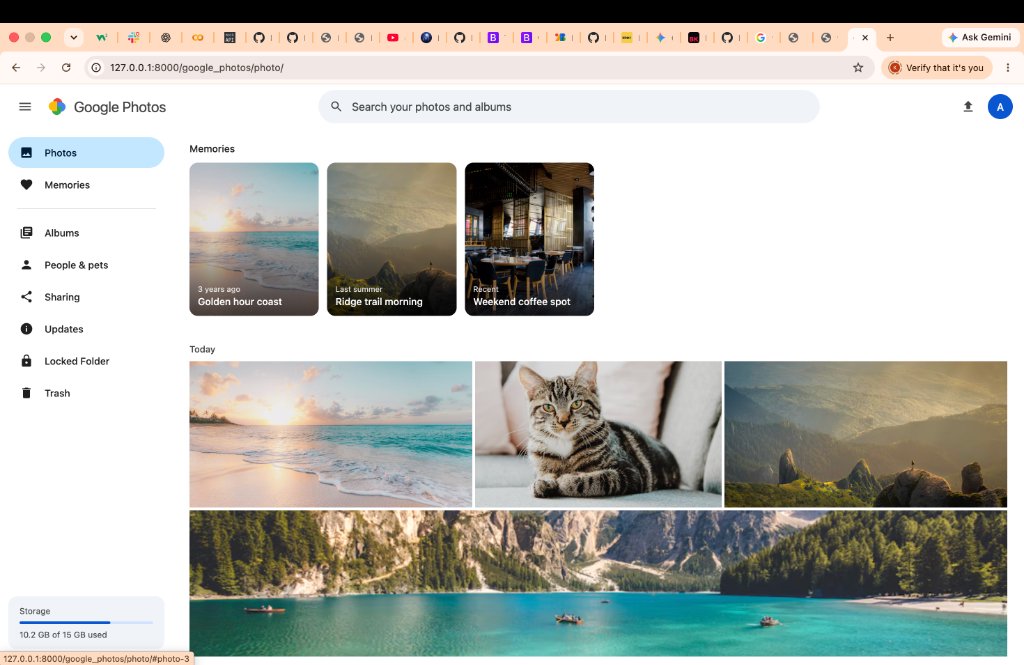 Ask Gemini
127.0.0.1:8000/google_photos/photo/
Verify that it's you
Google Photos
Search your photos and albums
A
Photos
Memories
Albums
People & pets
Sharing
Updates
Locked Folder
Trash
Storage
10.2 GB of 15 GB used
Memories
3 years ago
Golden hour coast
Last summer
Ridge trail morning
Recent
Weekend coffee spot
Today
127.0.0.1:8000/google_photos/photo/#photo-3